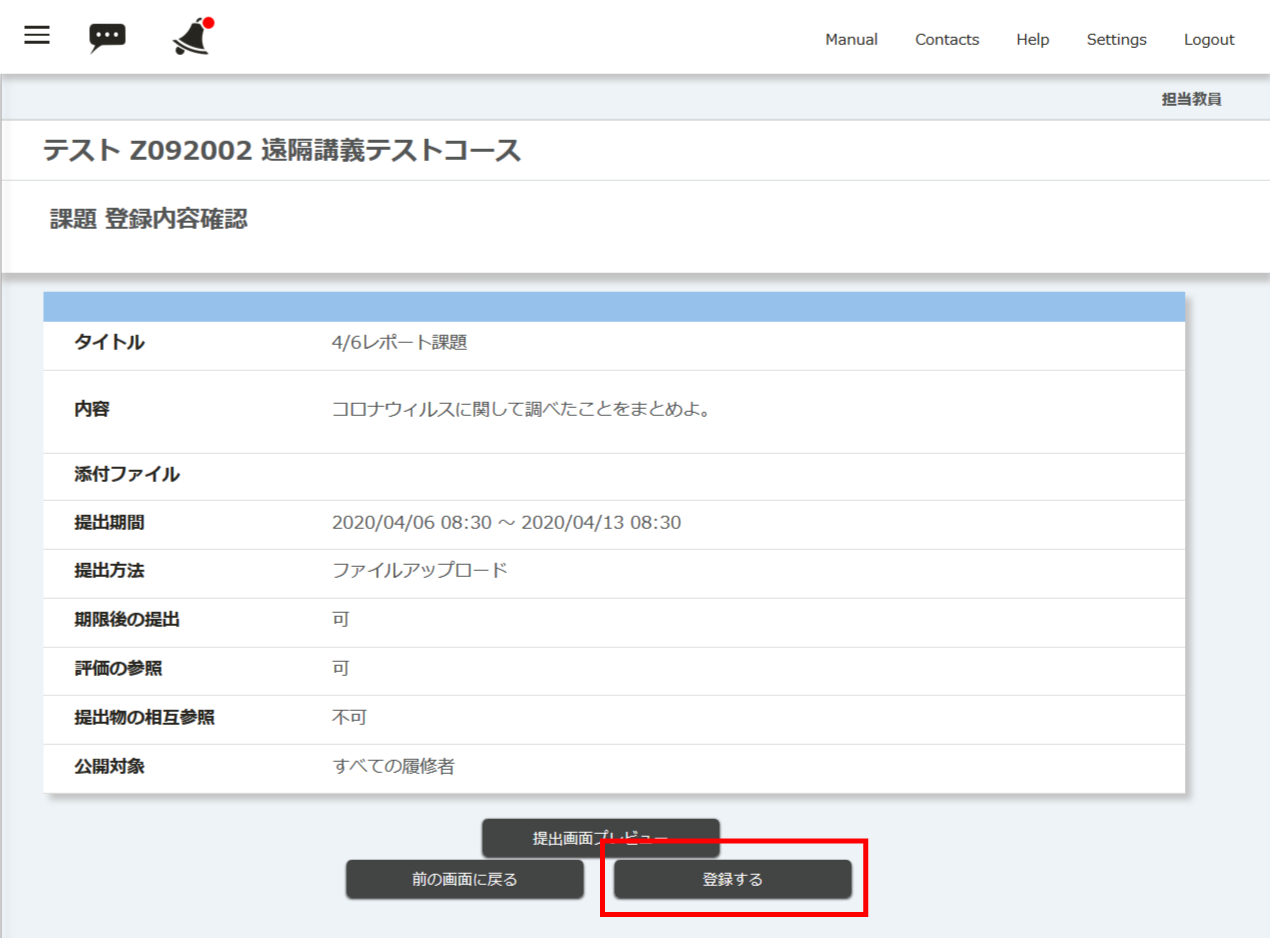 Manual Contacts Help Settings Logout
担当教員
テスト Z092002 遠隔講義テストコース
課題 登録内容確認
タイトル 4/6レポート課題
内容 コロナウィルスに関して調べたことをまとめよ。
添付ファイル
提出期間 2020/04/06 08:30 ～ 2020/04/13 08:30
提出方法 ファイルアップロード
期限後の提出 可
評価の参照 可
提出物の相互参照 不可
公開対象 すべての履修者
提出画面プレビュー
前の画面に戻る 登録する